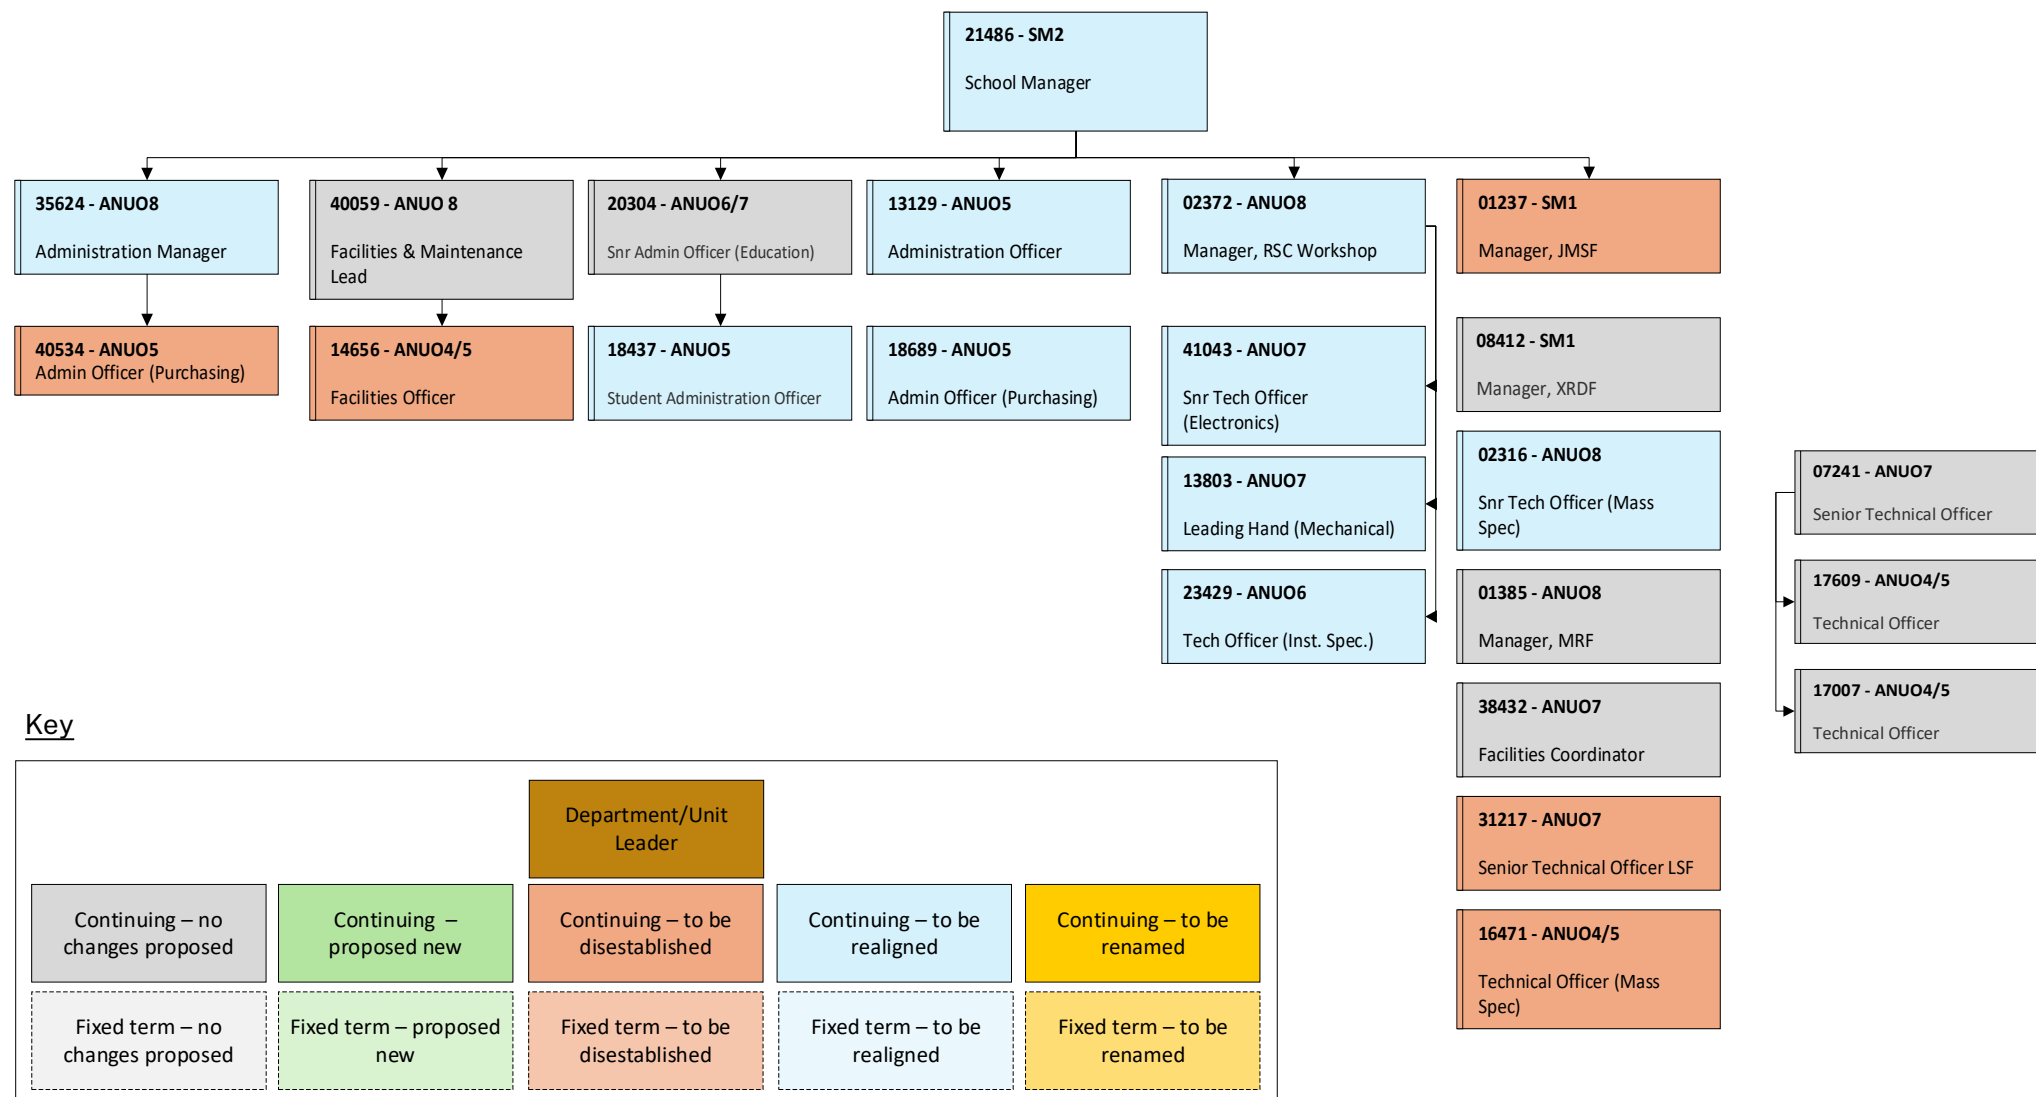 21486 - SM2
School Manager
35624 - ANUO8
Administration Manager
40059 - ANUO 8
Facilities & Maintenance
Lead
20304 - ANUO6/7
Snr Admin Officer (Education)
13129 - ANUO5
Administration Officer
02372 - ANUO8
Manager, RSC Workshop
01237 - SM1
Manager, JMSF
40534 - ANUO5
Admin Officer (Purchasing)
14656 - ANUO4/5
Facilities Officer
18437 - ANUO5
Student Administration Officer
18689 - ANUO5
Admin Officer (Purchasing)
41043 - ANUO7
Snr Tech Officer
(Electronics)
13803 - ANUO7
Leading Hand (Mechanical)
23429 - ANUO6
Tech Officer (Inst. Spec.)
08412 - SM1
Manager, XRDF
02316 - ANUO8
Snr Tech Officer (Mass
Spec)
01385 - ANUO8
Manager, MRF
38432 - ANUO7
Facilities Coordinator
31217 - ANUO7
Senior Technical Officer LSF
16471 - ANUO4/5
Technical Officer (Mass
Spec)
07241 - ANUO7
Senior Technical Officer
17609 - ANUO4/5
Technical Officer
17007 - ANUO4/5
Technical Officer
Key
Department/Unit
Leader
Continuing – no
changes proposed
Continuing –
proposed new
Continuing – to be
disestablished
Continuing – to be
realigned
Continuing – to be
renamed
Fixed term – no
changes proposed
Fixed term – proposed
new
Fixed term – to be
disestablished
Fixed term – to be
realigned
Fixed term – to be
renamed